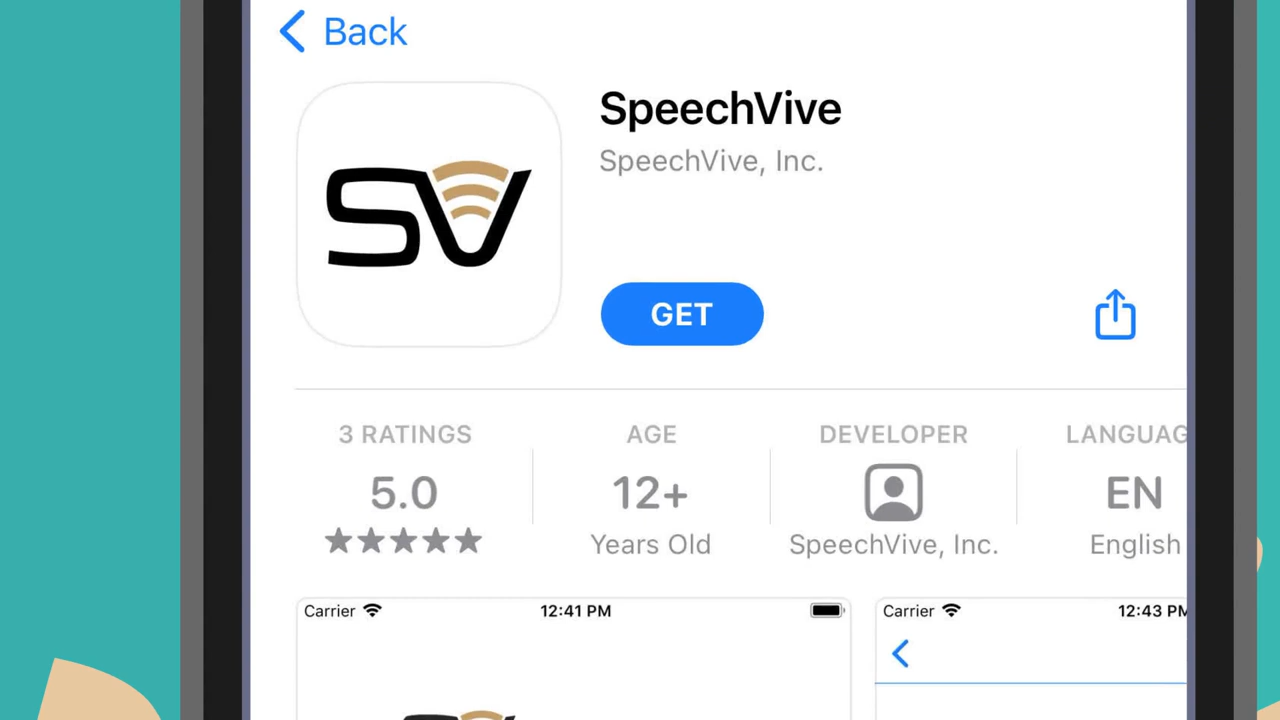 Back
SpeechVive
SpeechVive, Inc.
SV
GET
3 RATINGS
AGE
DEVELOPER
LANGUAG
5.0
12+
EN
Years Old
SpeechVive, Inc.
English
Carrier
12:41 PM
Carrier
12:43 PM